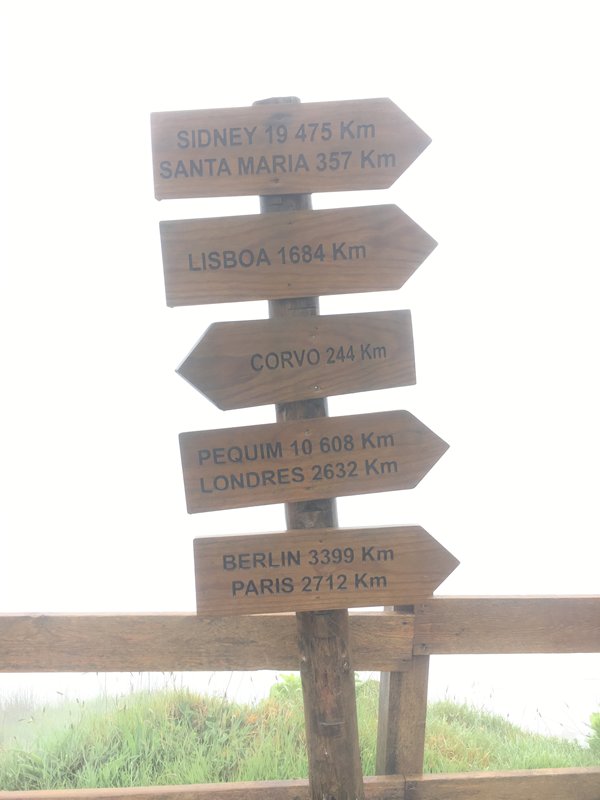 SIDNEY 19 475 Km
SANTA MARIA 357 Km
LISBOA 1684 Km
CORVO 244 Km
PEQUIM 10 608 Km
LONDRES 2632 Km
BERLIN 3399 Km
PARIS 2712 Km